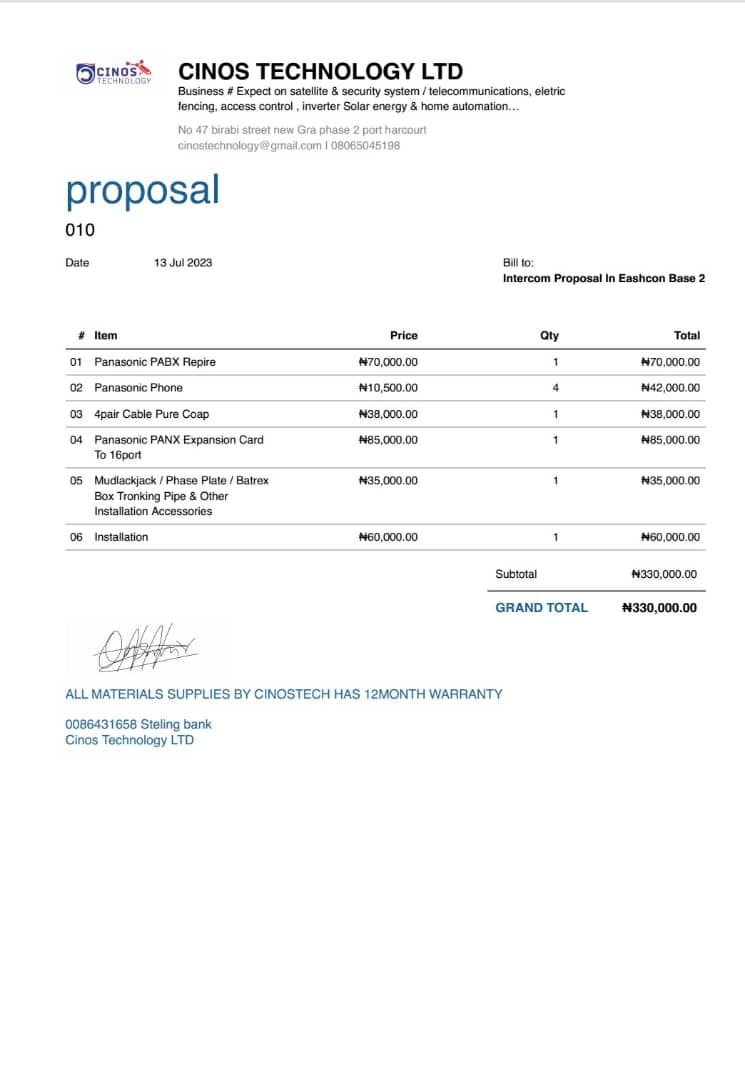 CINOS
TECHNOLOGY
CINOS TECHNOLOGY LTD
Business # Expect on satellite & security system / telecommunications, eletric
fencing, access control , inverter Solar energy & home automation...
No 47 birabi street new Gra phase 2 port harcourt
cinostechnology@gmail.com I 08065045198
proposal
010
Date 13 Jul 2023
Bill to:
Intercom Proposal In Eashcon Base 2
# Item Price Qty Total
01 Panasonic PABX Repire ₦70,000.00 1 ₦70,000.00
02 Panasonic Phone ₦10,500.00 4 ₦42,000.00
03 4pair Cable Pure Coap ₦38,000.00 1 ₦38,000.00
04 Panasonic PANX Expansion Card ₦85,000.00 1 ₦85,000.00
To 16port
05 Mudlackjack / Phase Plate / Batrex ₦35,000.00 1 ₦35,000.00
Box Tronking Pipe & Other
Installation Accessories
06 Installation ₦60,000.00 1 ₦60,000.00
Subtotal ₦330,000.00
GRAND TOTAL ₦330,000.00
ALL MATERIALS SUPPLIES BY CINOSTECH HAS 12MONTH WARRANTY
0086431658 Steling bank
Cinos Technology LTD